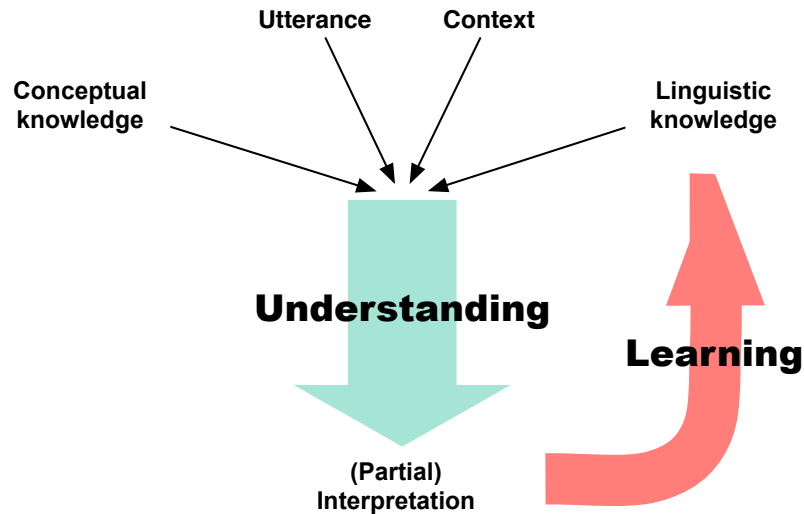 Utterance
Context
Conceptual
knowledge
Linguistic
knowledge
Understanding
Learning
(Partial)
Interpretation